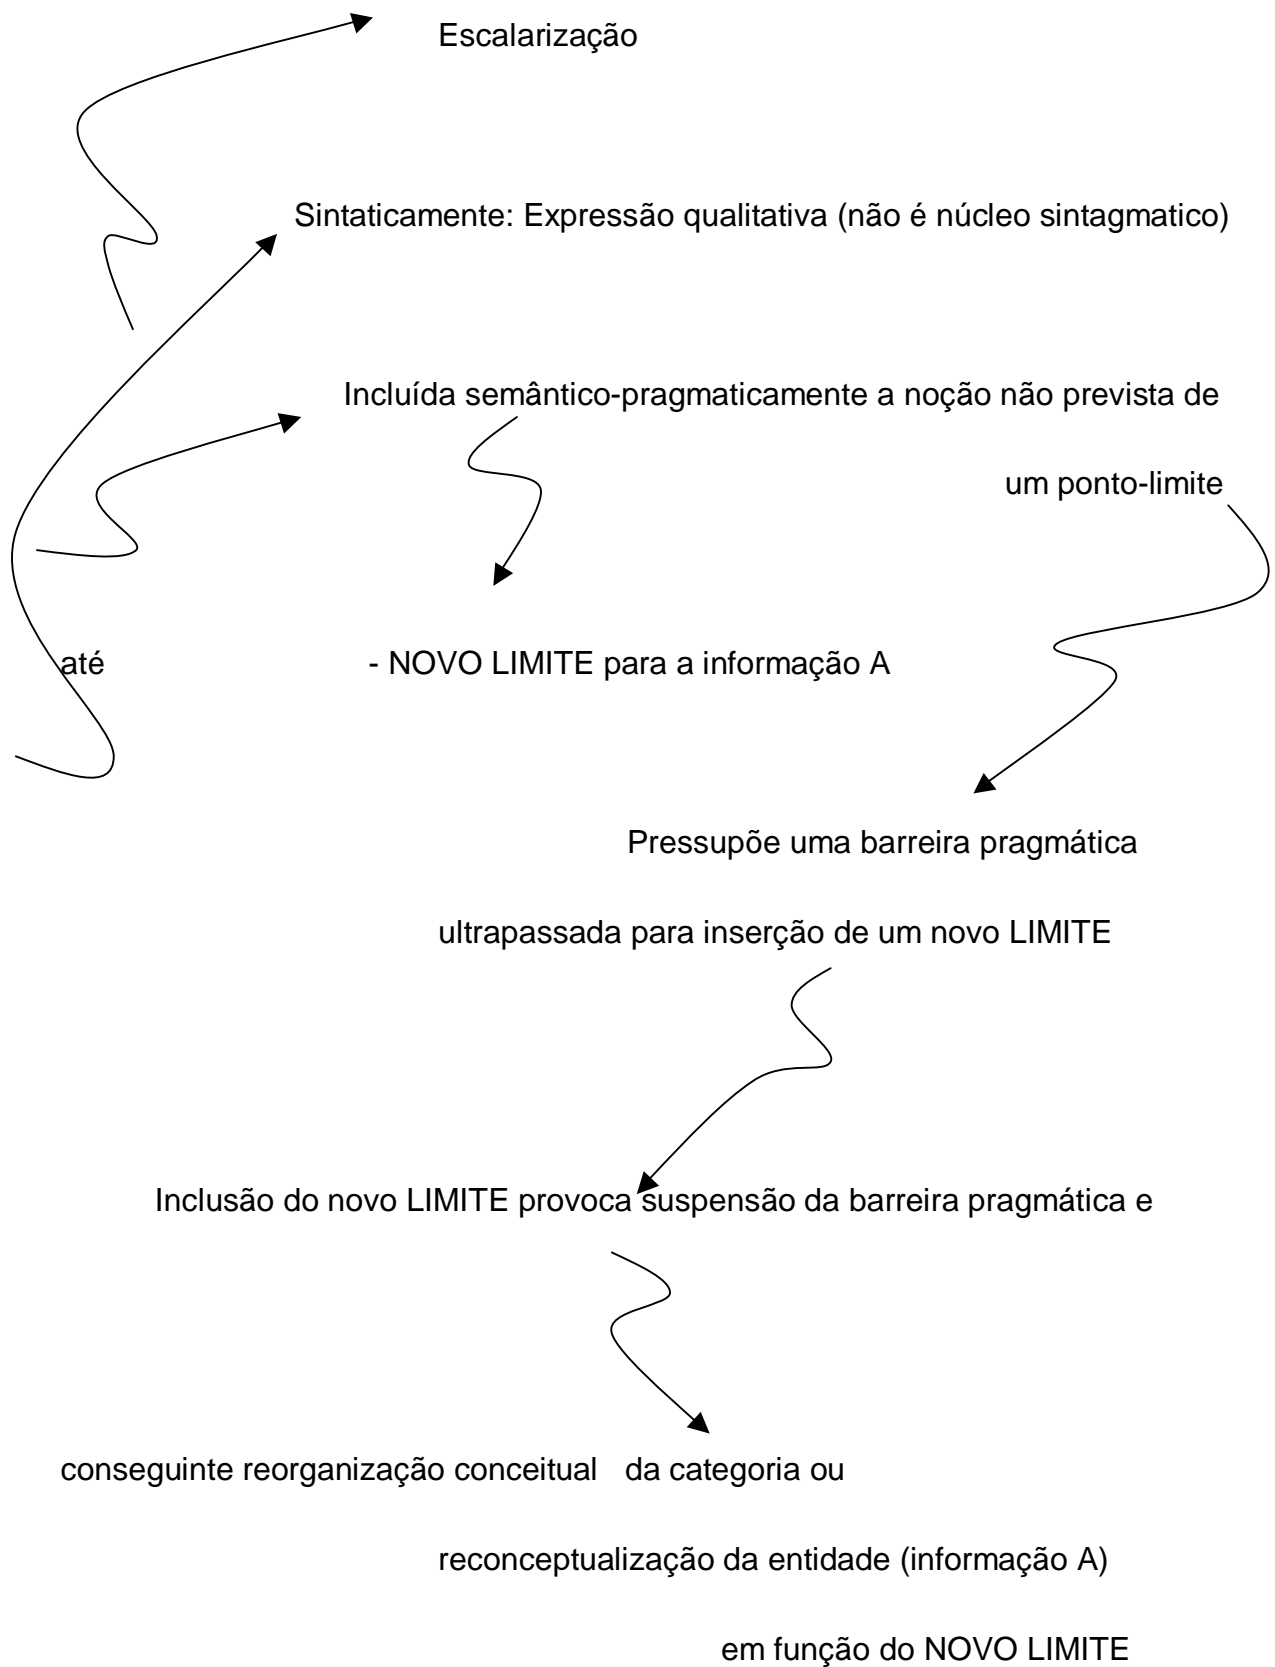 Escalarização
Sintaticamente: Expressão qualitativa (não é núcleo sintagmatico)
Incluída semântico-pragmaticamente a noção não prevista de
um ponto-limite
até - NOVO LIMITE para a informação A
Pressupõe uma barreira pragmática
ultrapassada para inserção de um novo LIMITE
Inclusão do novo LIMITE provoca suspensão da barreira pragmática e
conseguinte reorganização conceitual da categoria ou
reconceptualização da entidade (informação A)
em função do NOVO LIMITE